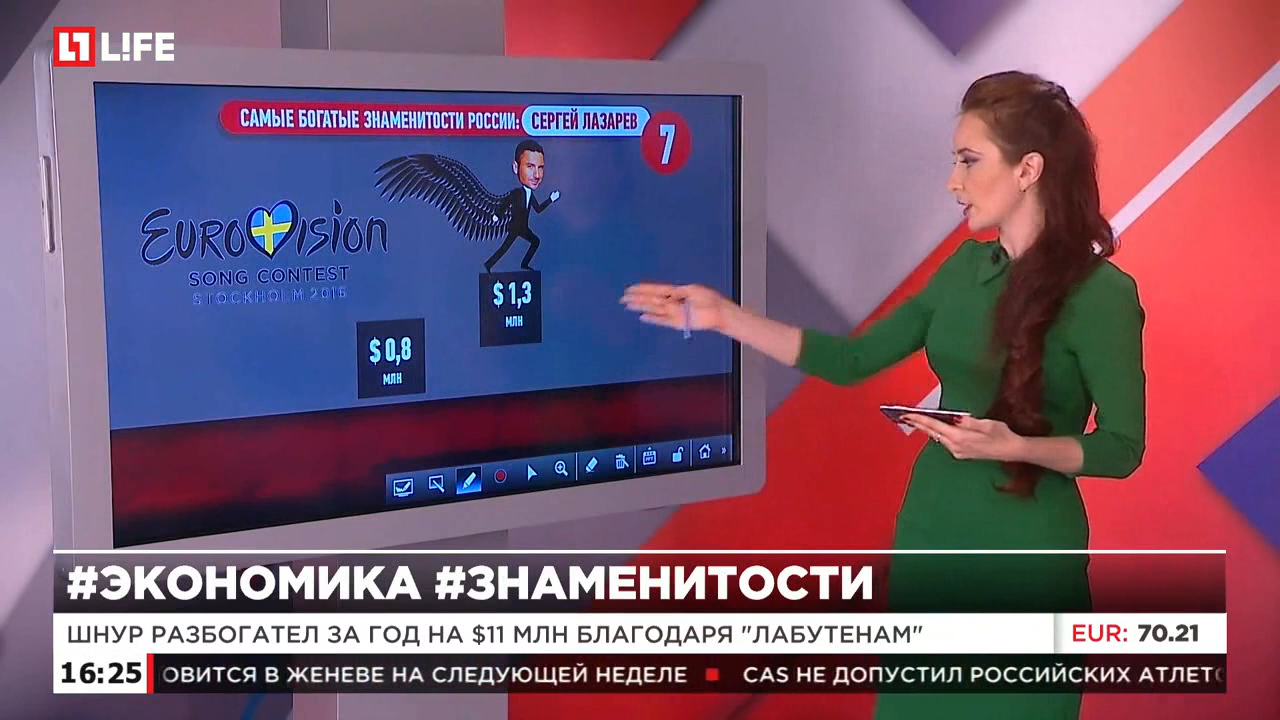 L!FE
САМЫЕ БОГАТЫЕ ЗНАМЕНИТОСТИ РОССИИ: СЕРГЕЙ ЛАЗАРЕВ
7
EUROVISION
SONG CONTEST
STOCKHOLM 2016
$ 1,3
МЛН
$ 0,8
МЛН
#ЭКОНОМИКА #ЗНАМЕНИТОСТИ
ШНУР РАЗБОГАТЕЛ ЗА ГОД НА $11 МЛН БЛАГОДАРЯ "ЛАБУТЕНАМ" EUR: 70.21
16:25 ОВИТСЯ В ЖЕНЕВЕ НА СЛЕДУЮЩЕЙ НЕДЕЛЕ ■ CAS НЕ ДОПУСТИЛ РОССИЙСКИХ АТЛЕТ